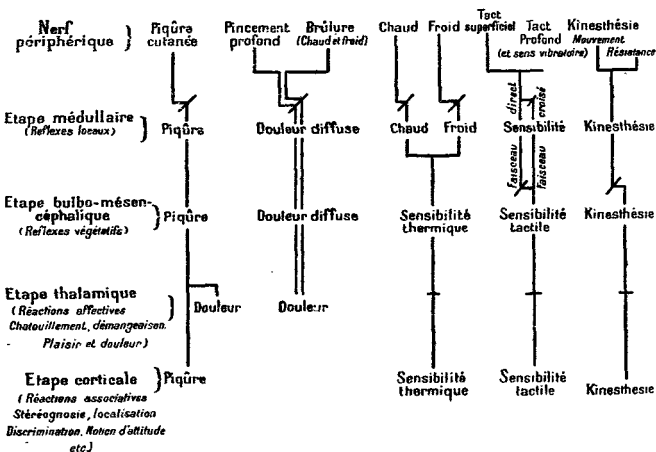 Nerf
périphérique
Piqûre
cutanée
Pincement
profond
Brûlure
(Chaud et froid)
Chaud
Froid
Tact
superficiel
Tact
Profond
(et sens vibratoire)
Kinesthésie
Mouvement
Résistance
Etape médullaire
(Reflexes locaux)
Piqûre
Douleur diffuse
Chaud
Froid
direct
croisé
Sensibilité
Faisceau
Faisceau
Kinesthésie
Etape bulbo-mésen-
céphalique
(Reflexes végétatifs)
Piqûre
Douleur diffuse
Sensibilité
thermique
Sensibilité
tactile
Kinesthésie
Etape thalamique
(Réactions affectives
Chatouillement, démangeaison.
Plaisir et douleur)
Douleur
Douleur
Etape corticale
(Réactions associatives
Stéréognosie, localisation
Discrimination, Notion d'attitude
etc)
Piqûre
Sensibilité
thermique
Sensibilité
tactile
Kinesthesie